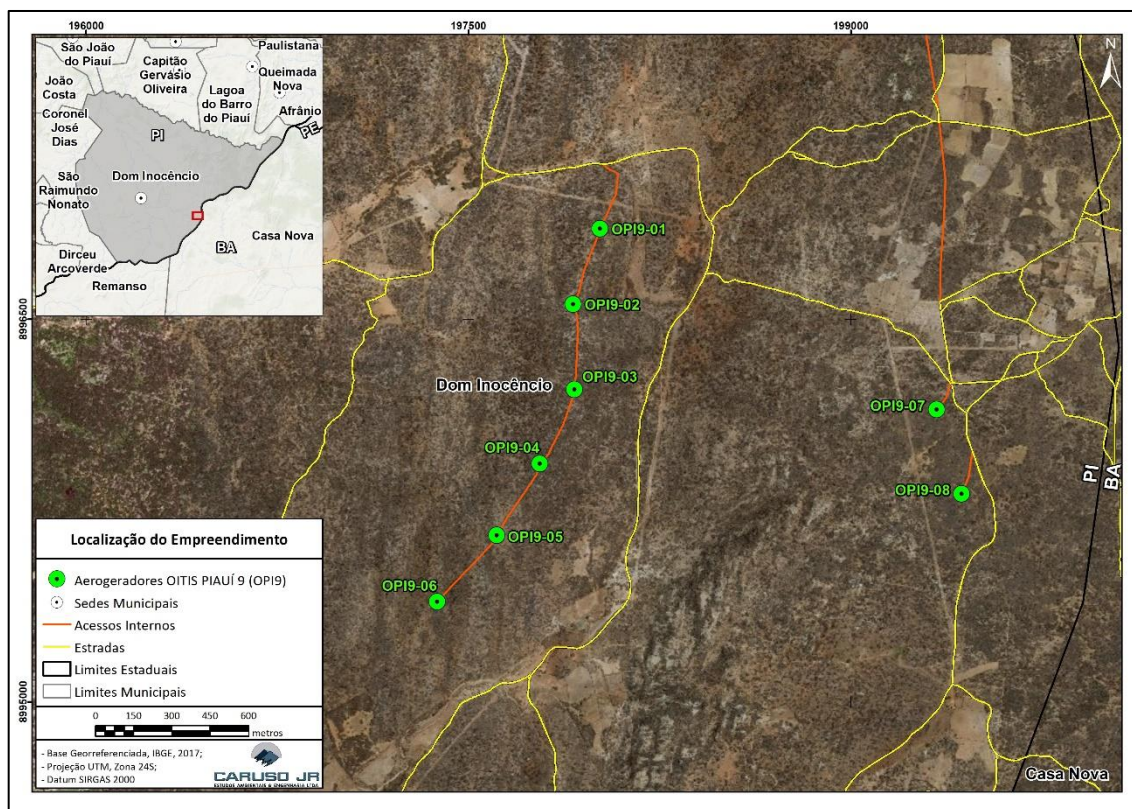 196000
197500
199000
N
São João
do Piauí
Capitão
Gervásio
Oliveira
Paulistana
Queimada
Nova
João
Costa
Lagoa
do Barro
do Piauí
Afrânio
Coronel
José
Dias
PI
PE
São
Raimundo
Nonato
Dom Inocêncio
BA
Casa Nova
Dirceu
Arcoverde
Remanso
8996500
8995000
OPI9-01
OPI9-02
OPI9-03
Dom Inocêncio
OPI9-04
OPI9-05
OPI9-06
OPI9-07
OPI9-08
PI
BA
Casa Nova
Localização do Empreendimento
Aerogeradores OITIS PIAUÍ 9 (OPI9)
Sedes Municipais
Acessos Internos
Estradas
Limites Estaduais
Limites Municipais
0 150 300 450 600
metros
- Base Georreferenciada, IBGE, 2017;
- Projeção UTM, Zona 24S;
- Datum SIRGAS 2000
CARUSO JR
ESTUDOS AMBIENTAIS & ENGENHARIA LTDA